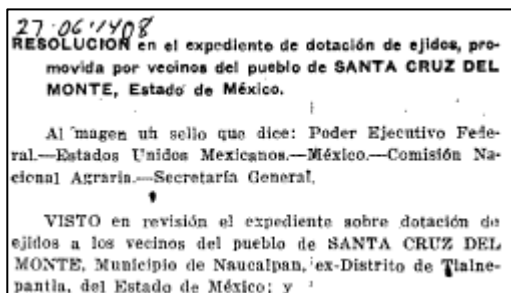 27·06·1408
RESOLUCION en el expediente de dotación de ejidos, pro-
movida por vecinos del pueblo de SANTA CRUZ DEL
MONTE, Estado de México.
Al magen un sello que dice: Poder Ejecutivo Fede-
ral.—Estados Unidos Mexicanos.—México.—Comisión Na-
cional Agraria.—Secretaría General.
VISTO en revisión el expediente sobre dotación de
ejidos a los vecinos del pueblo de SANTA CRUZ DEL
MONTE, Municipio de Naucalpan, ex-Distrito de Tlalne-
pantla, del Estado de México; y